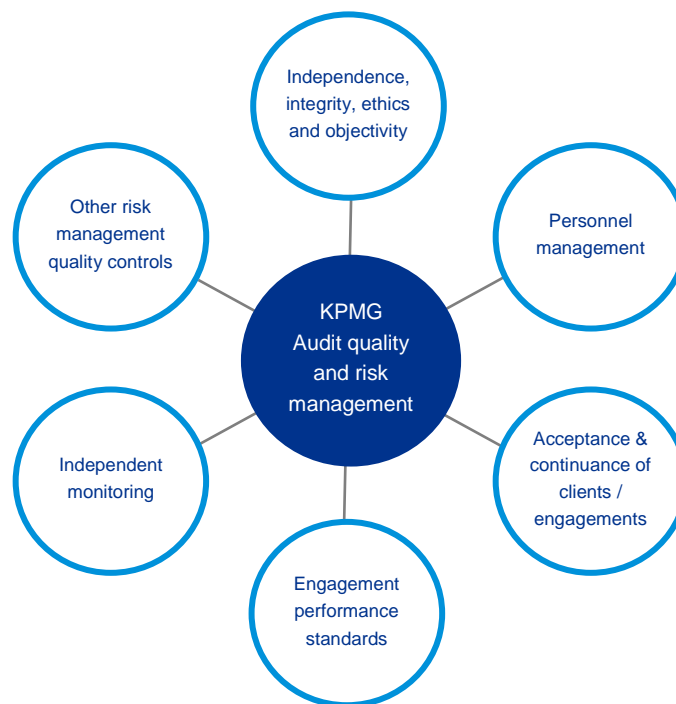 Independence,
integrity, ethics
and objectivity
Other risk
management
quality controls
Personnel
management
KPMG
Audit quality
and risk
management
Independent
monitoring
Acceptance &
continuance of
clients /
engagements
Engagement
performance
standards